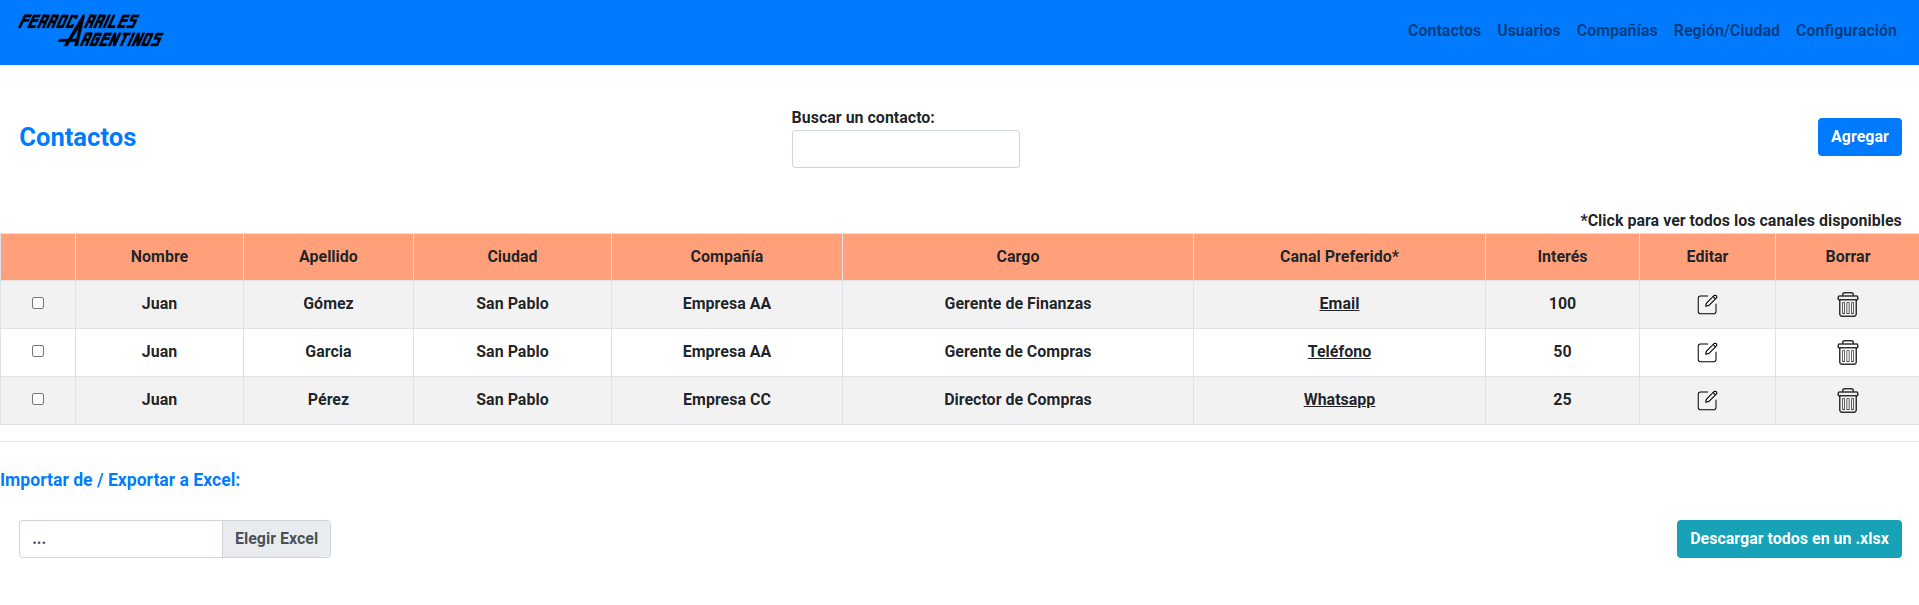 FERROCARRILES
ARGENTINOS
Contactos Usuarios Compañías Región/Ciudad Configuración
Contactos
Buscar un contacto:
Agregar
*Click para ver todos los canales disponibles
Nombre Apellido Ciudad Compañía Cargo Canal Preferido* Interés Editar Borrar
Juan Gómez San Pablo Empresa AA Gerente de Finanzas Email 100
Juan Garcia San Pablo Empresa AA Gerente de Compras Teléfono 50
Juan Pérez San Pablo Empresa CC Director de Compras Whatsapp 25
Importar de / Exportar a Excel:
... Elegir Excel
Descargar todos en un .xlsx